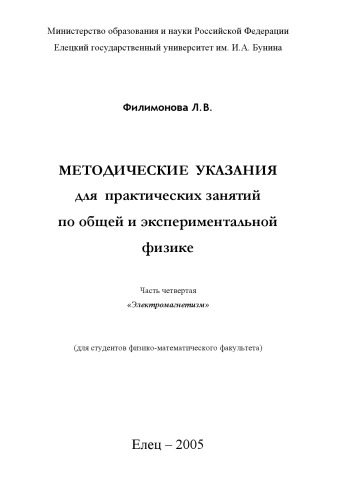 Министерство образования и науки Российской Федерации
Елецкий государственный университет им. И.А. Бунина
Филимонова Л.В.
МЕТОДИЧЕСКИЕ УКАЗАНИЯ
для практических занятий
по общей и экспериментальной
физике
Часть четвертая
«Электромагнетизм»
(для студентов физико-математического факультета)
Елец – 2005